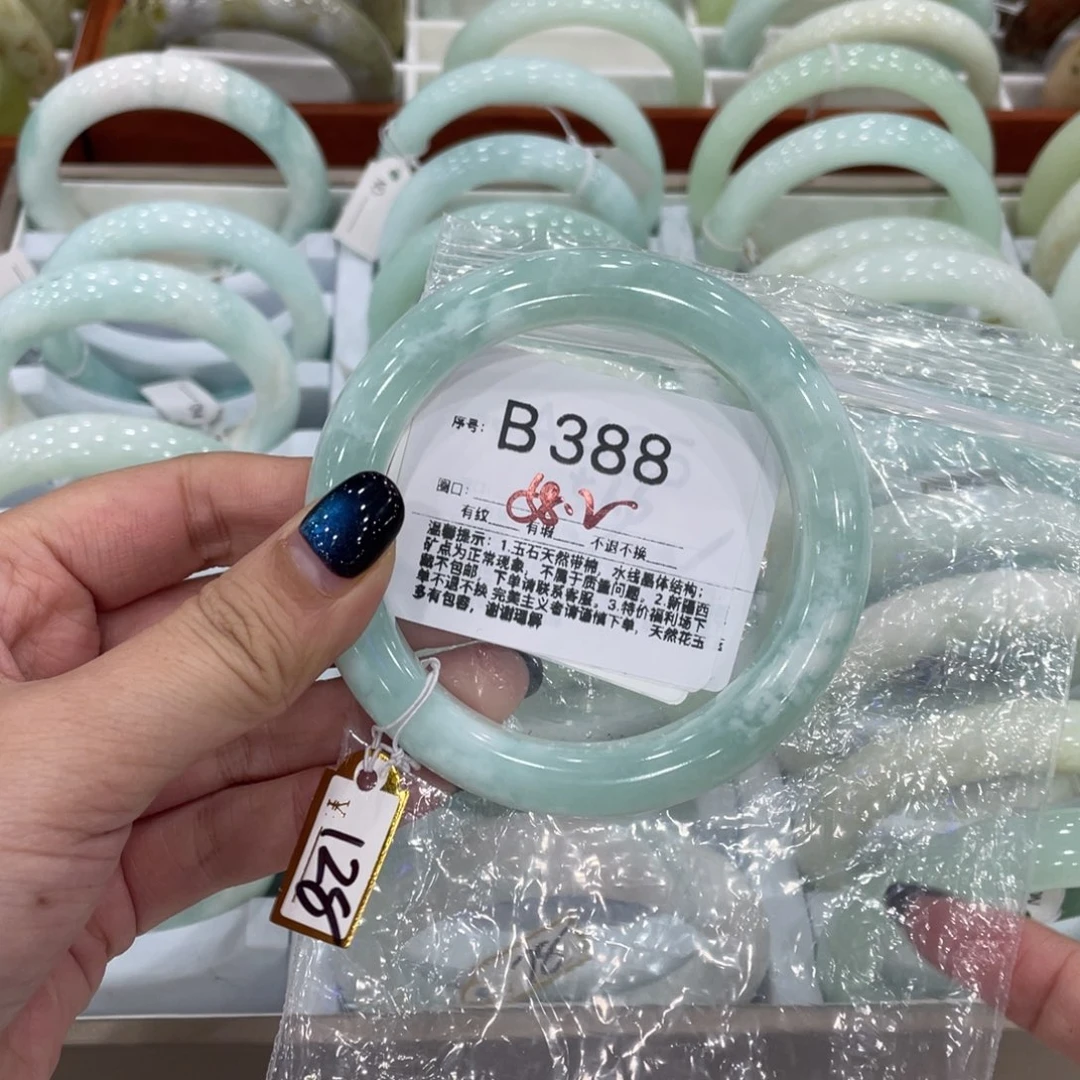 序号: B388
圈口: 58.V
有纹 有瑕 不退不换
温馨提示: 1.玉石天然带棉, 水线晶体结构;
矿点为正常现象, 不属于质量问题。2.新疆西
藏不包邮, 下单请联系客服。3.特价福利场下
单不退不换 完美主义者请谨慎下单, 天然花玉
多有包容, 谢谢理解
128